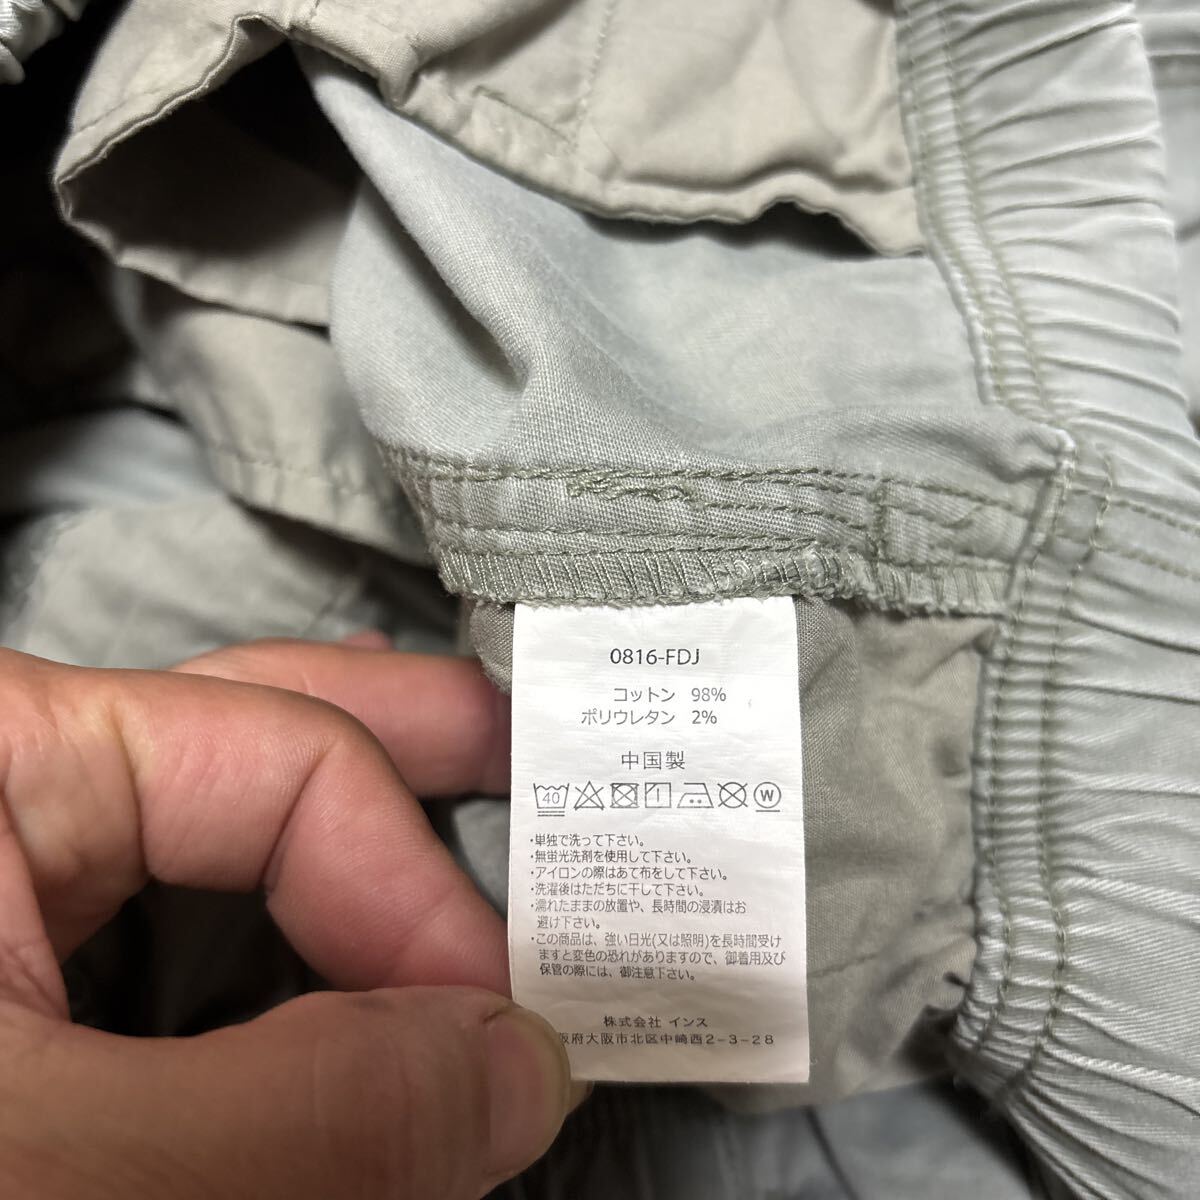 0816-FDJ
コットン 98%
ポリウレタン 2%
中国製
40 W
・単独で洗って下さい。
・無蛍光洗剤を使用して下さい。
・アイロンの際はあて布をして下さい。
・洗濯後はただちに干して下さい。
・濡れたままの放置や、長時間の浸漬はお
避け下さい。
・この商品は、強い日光(又は照明)を長時間受け
ますと変色の恐れがありますので、御着用及び
保管の際には、御注意下さい。
株式会社 インス
阪府大阪市北区中崎西2-3-28